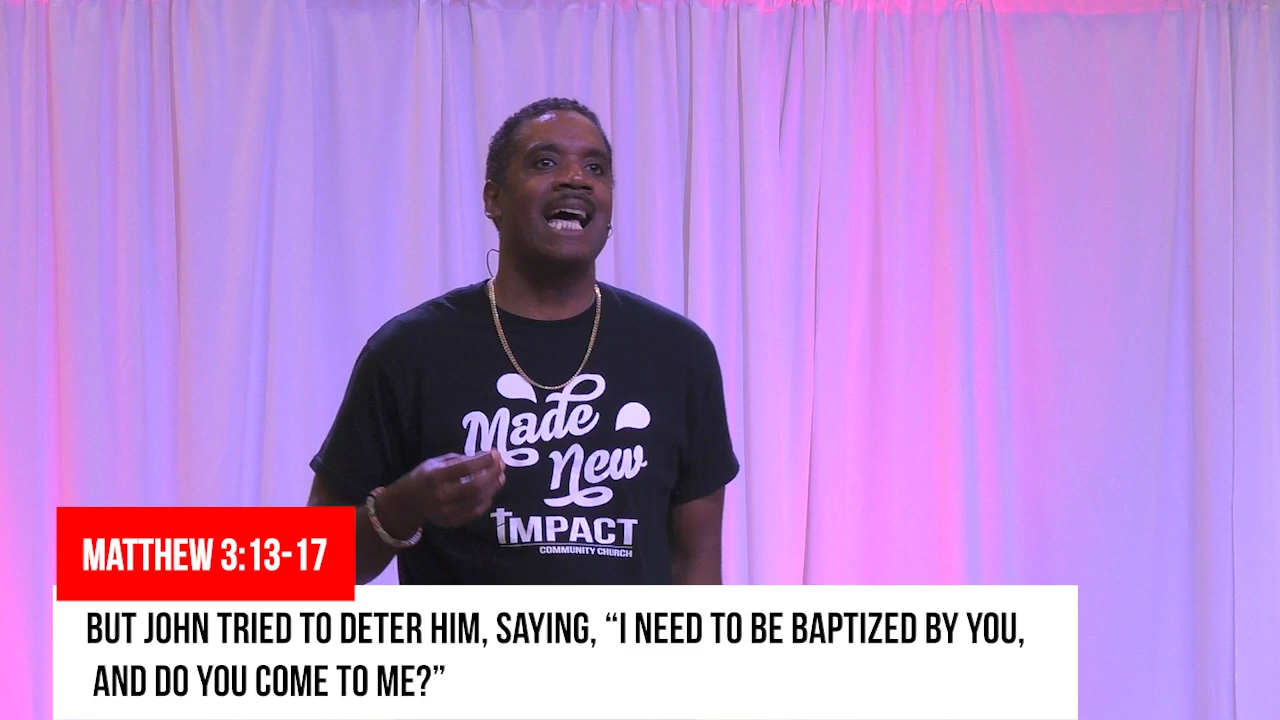 Made
New
IMPACT
COMMUNITY CHURCH
MATTHEW 3:13-17
BUT JOHN TRIED TO DETER HIM, SAYING, “I NEED TO BE BAPTIZED BY YOU,
AND DO YOU COME TO ME?”